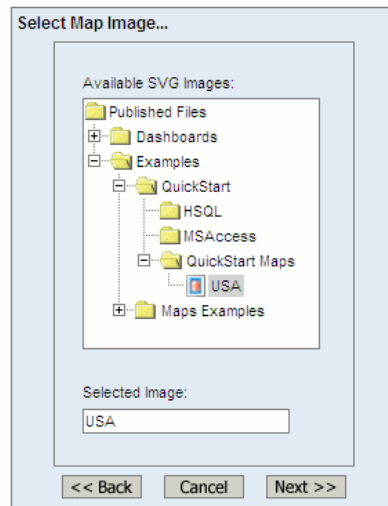 Select Map Image...
Available SVG Images:
Published Files
Dashboards
Examples
QuickStart
HSQL
MSAccess
QuickStart Maps
USA
Maps Examples
Selected Image:
USA
<< Back Cancel Next >>